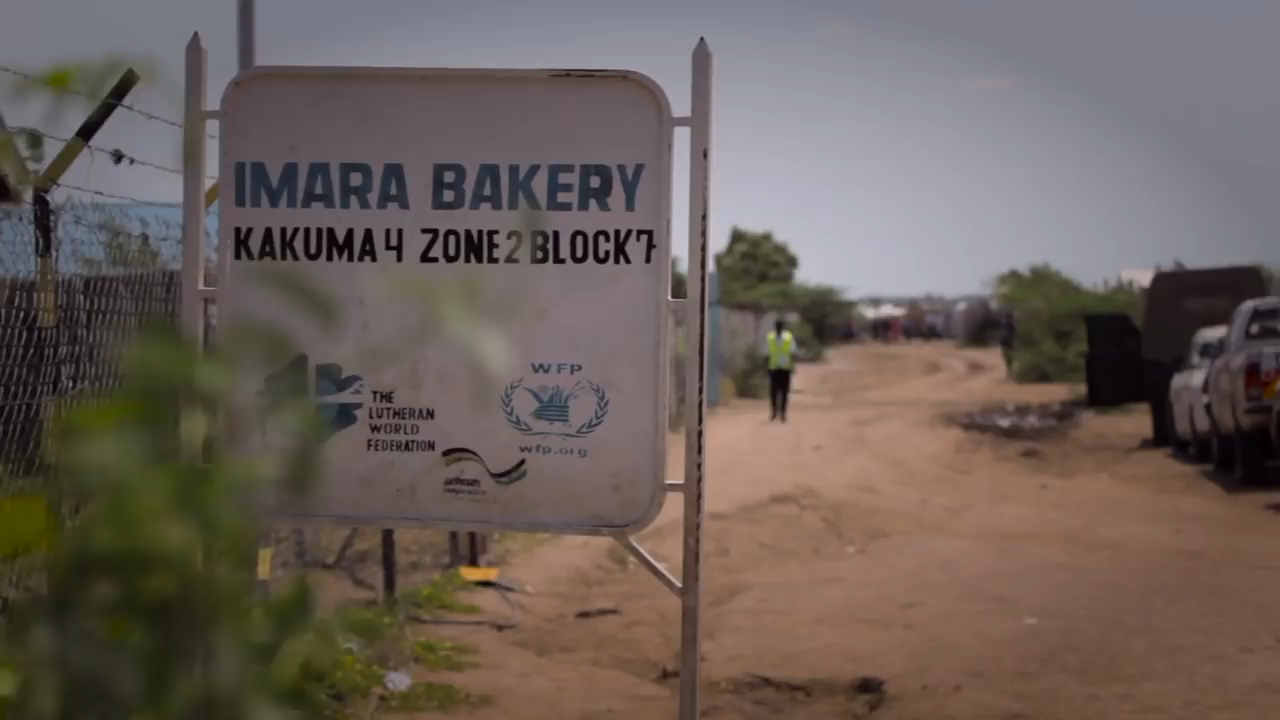 IMARA BAKERY
KAKUMA 4 ZONE 2 BLOCK 7
THE
LUTHERAN
WORLD
FEDERATION
WFP
wfp.org